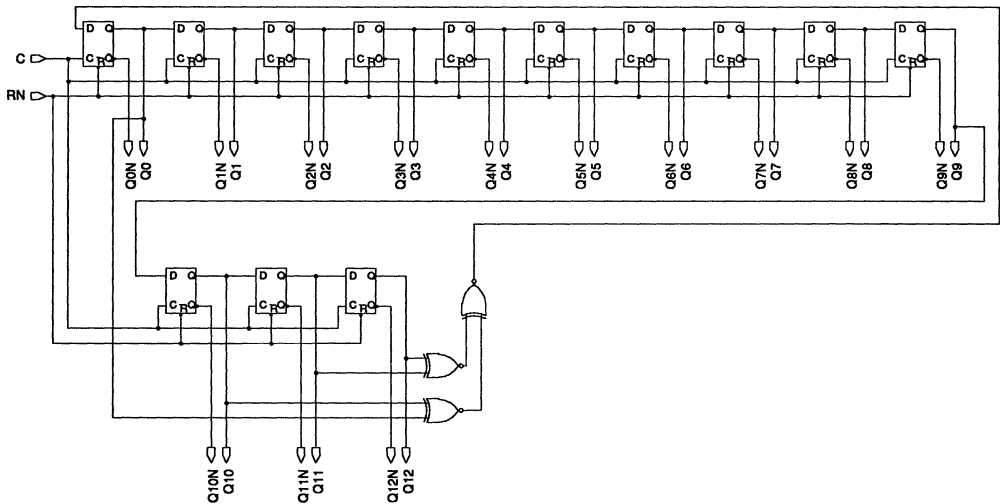 D Q D Q D Q D Q D Q D Q D Q D Q D Q D Q
C C R Q C R Q C R Q C R Q C R Q C R Q C R Q C R Q C R Q C R Q
RN
Q0N Q0 Q1N Q1 Q2N Q2 Q3N Q3 Q4N Q4 Q5N Q5 Q6N Q6 Q7N Q7 Q8N Q8 Q9N Q9
D Q D Q D Q
C R Q C R Q C R Q
Q10N Q10 Q11N Q11 Q12N Q12